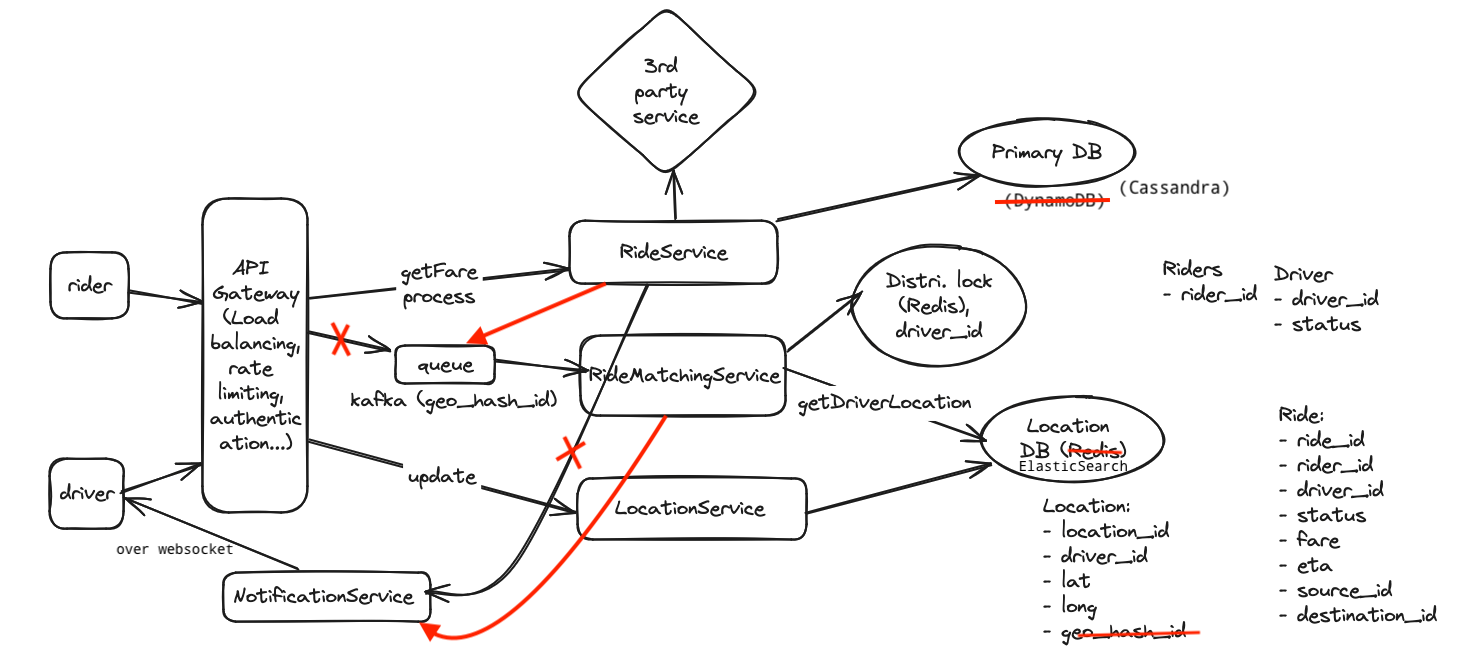 3rd
party
service
Primary DB
(DynamoDB)
(Cassandra)
rider
API
Gateway
(Load
balancing,
rate
limiting,
authentic
ation...)
getFare
process
RideService
Distri. lock
(Redis),
driver_id
Riders
- rider_id
Driver
- driver_id
- status
queue
kafka (geo_hash_id)
RideMatchingService
getDriverLocation
Location
DB (Redis)
ElasticSearch
driver
update
LocationService
over websocket
NotificationService
Location:
- location_id
- driver_id
- lat
- long
- geo_hash_id
Ride:
- ride_id
- rider_id
- driver_id
- status
- fare
- eta
- source_id
- destination_id